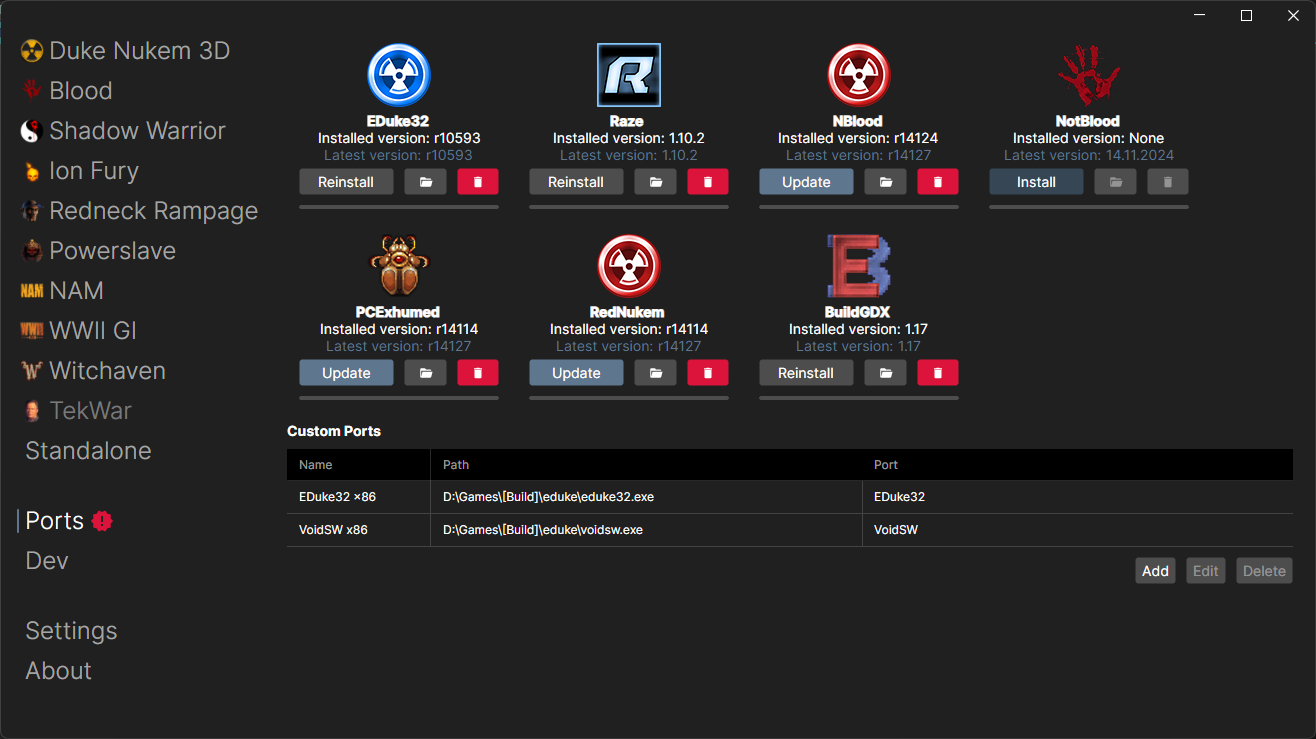 Duke Nukem 3D
Blood
Shadow Warrior
Ion Fury
Redneck Rampage
Powerslave
NAM NAM
WWII WWII GI
W Witchaven
TekWar
Standalone
Ports
Dev
Settings
About
R
EDuke32 Raze NBlood NotBlood
Installed version: r10593 Installed version: 1.10.2 Installed version: r14124 Installed version: None
Latest version: r10593 Latest version: 1.10.2 Latest version: r14127 Latest version: 14.11.2024
Reinstall Reinstall Update Install
EB
PCExhumed RedNukem BuildGDX
Installed version: r14114 Installed version: r14114 Installed version: 1.17
Latest version: r14127 Latest version: r14127 Latest version: 1.17
Update Update Reinstall
Custom Ports
Name Path Port
EDuke32 ×86 D:\Games\[Build]\eduke\eduke32.exe EDuke32
VoidSW x86 D:\Games\[Build]\eduke\voidsw.exe VoidSW
Add Edit Delete